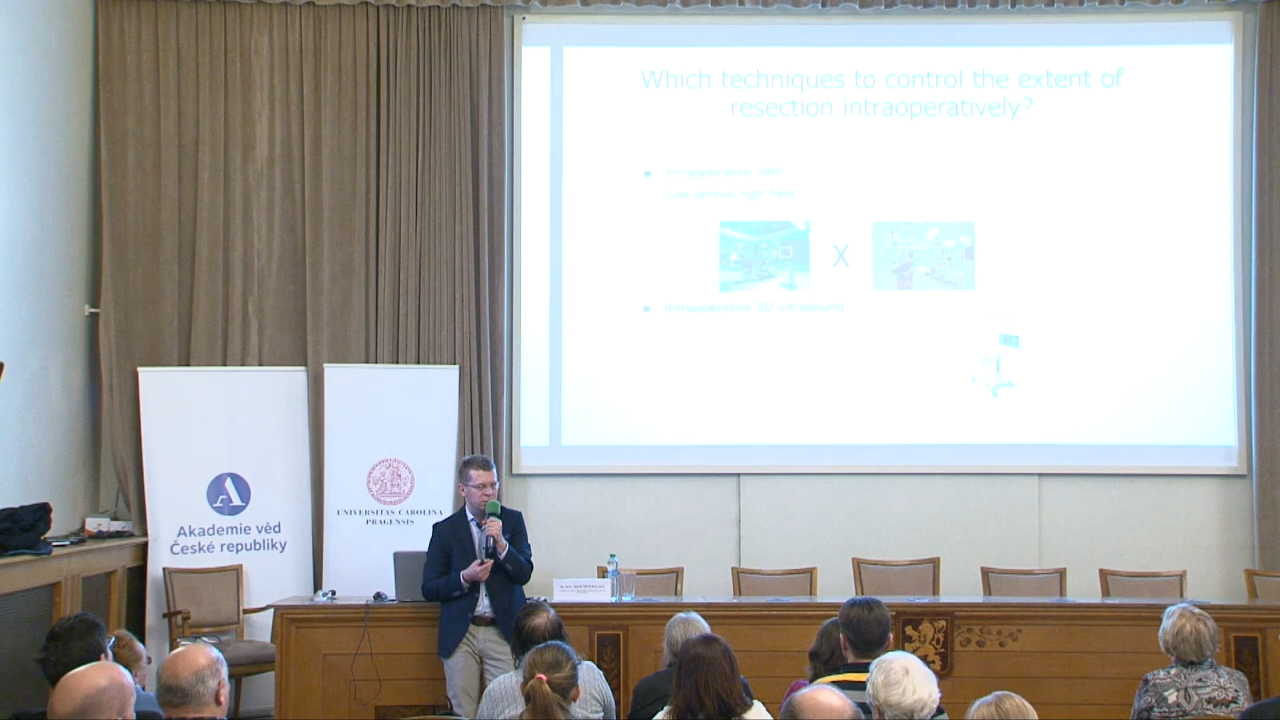 Which techniques to control the extent of
resection intraoperatively?
Intraoperative MRI
Low versus high field
X
Intraoperative 3D ultrasound
Akademie věd
České republiky
UNIVERSITAS CAROLINA
PRAGENSIS